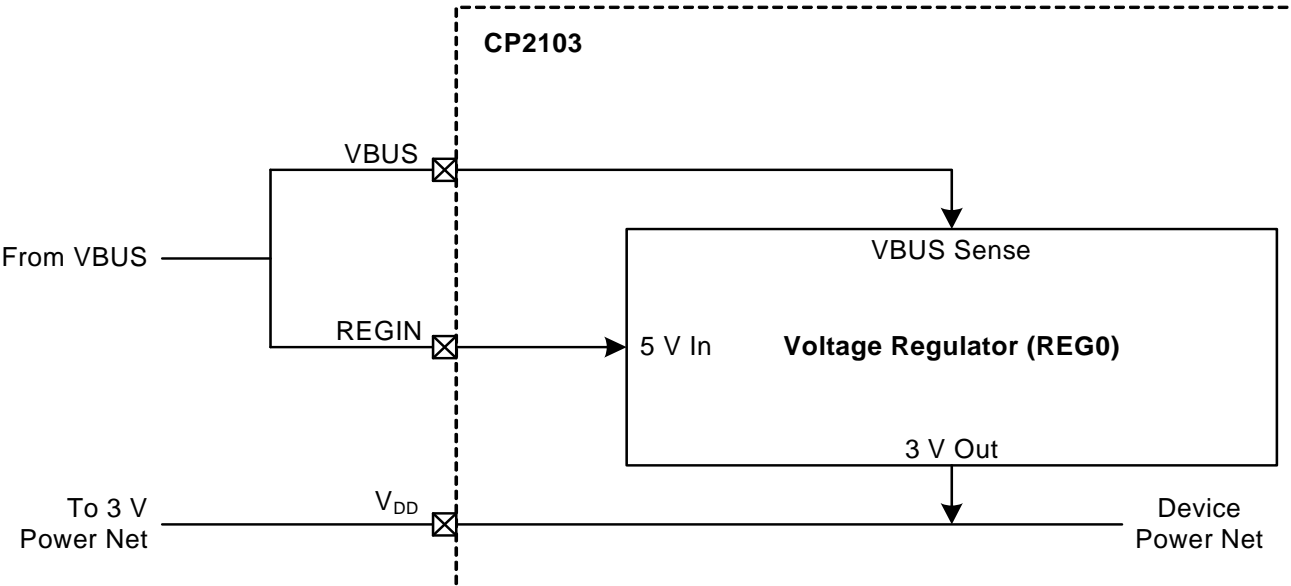 CP2103
VBUS
From VBUS
VBUS Sense
REGIN
5 V In
Voltage Regulator (REG0)
3 V Out
To 3 V
Power Net
VDD
Device
Power Net